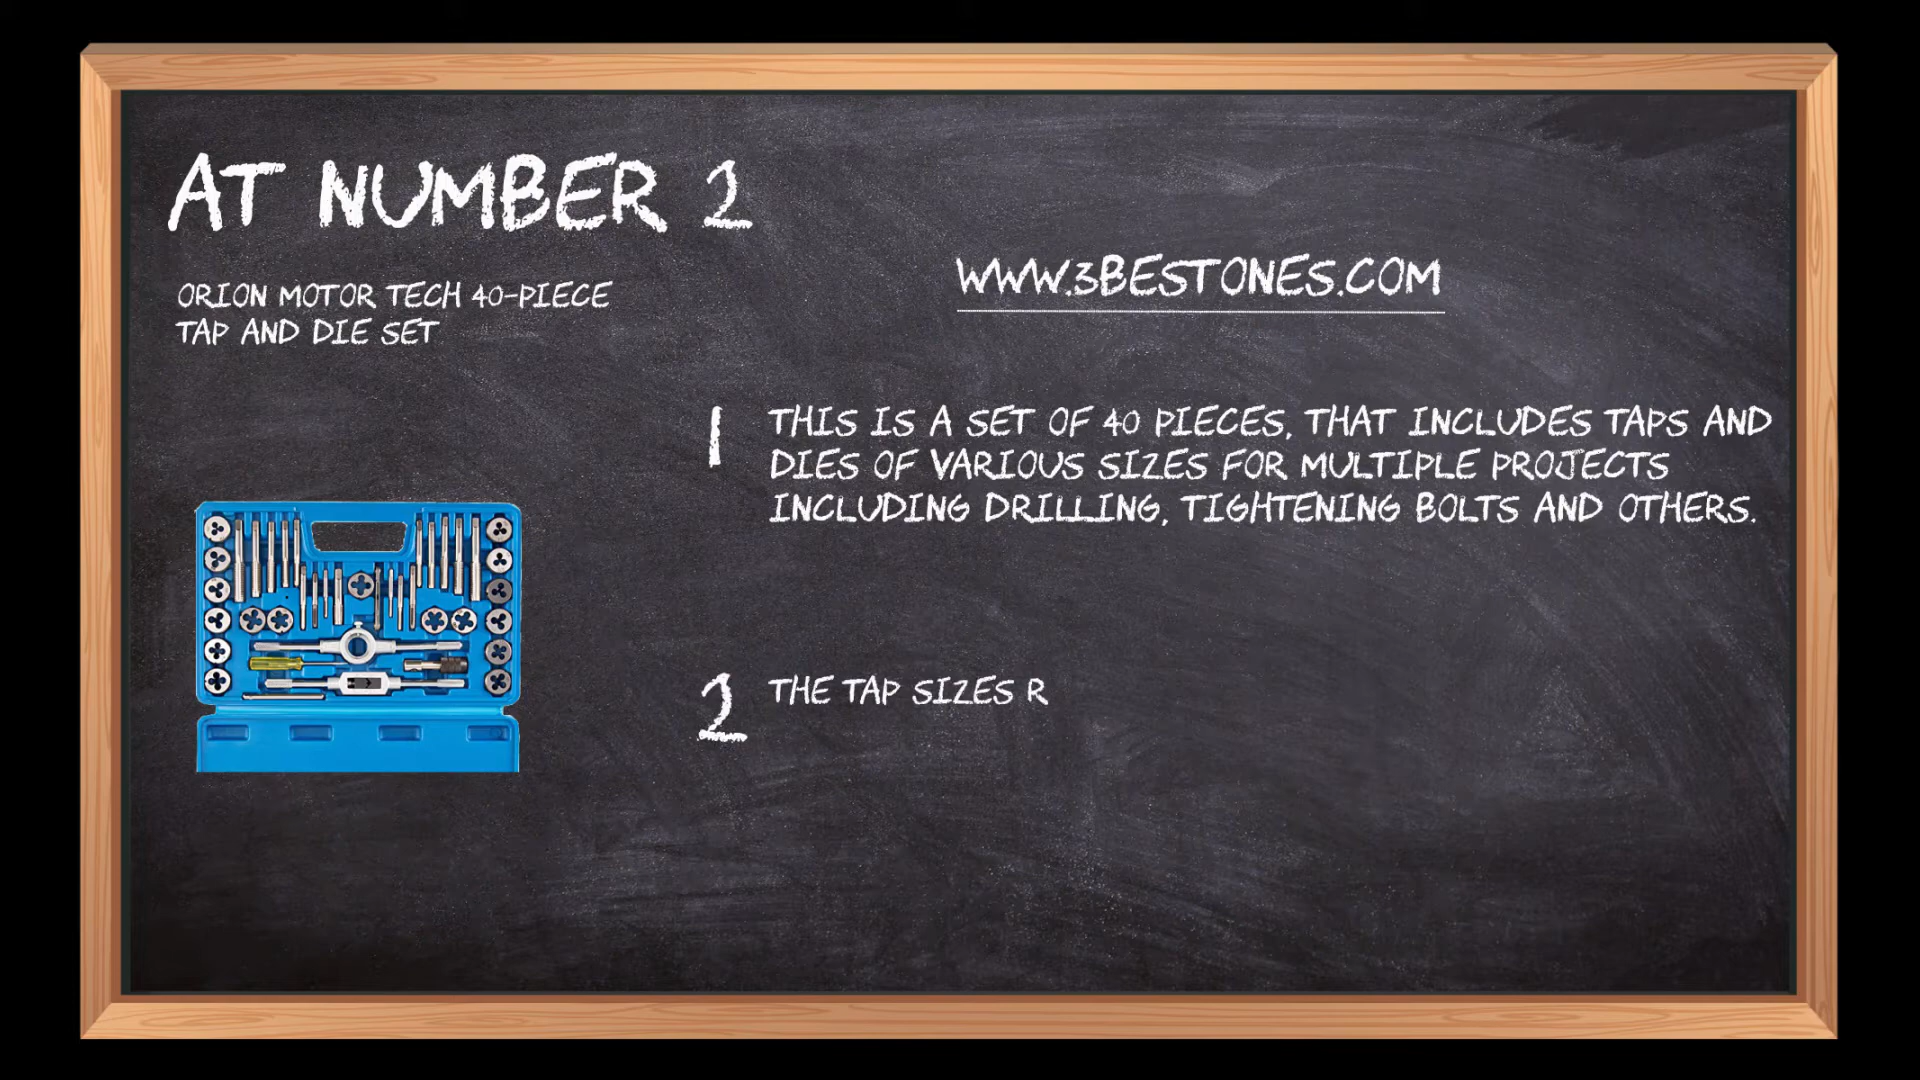 AT NUMBER 2
ORION MOTOR TECH 40-PIECE
TAP AND DIE SET
WWW.3BESTONES.COM
1
THIS IS A SET OF 40 PIECES, THAT INCLUDES TAPS AND
DIES OF VARIOUS SIZES FOR MULTIPLE PROJECTS
INCLUDING DRILLING, TIGHTENING BOLTS AND OTHERS.
2
THE TAP SIZES R